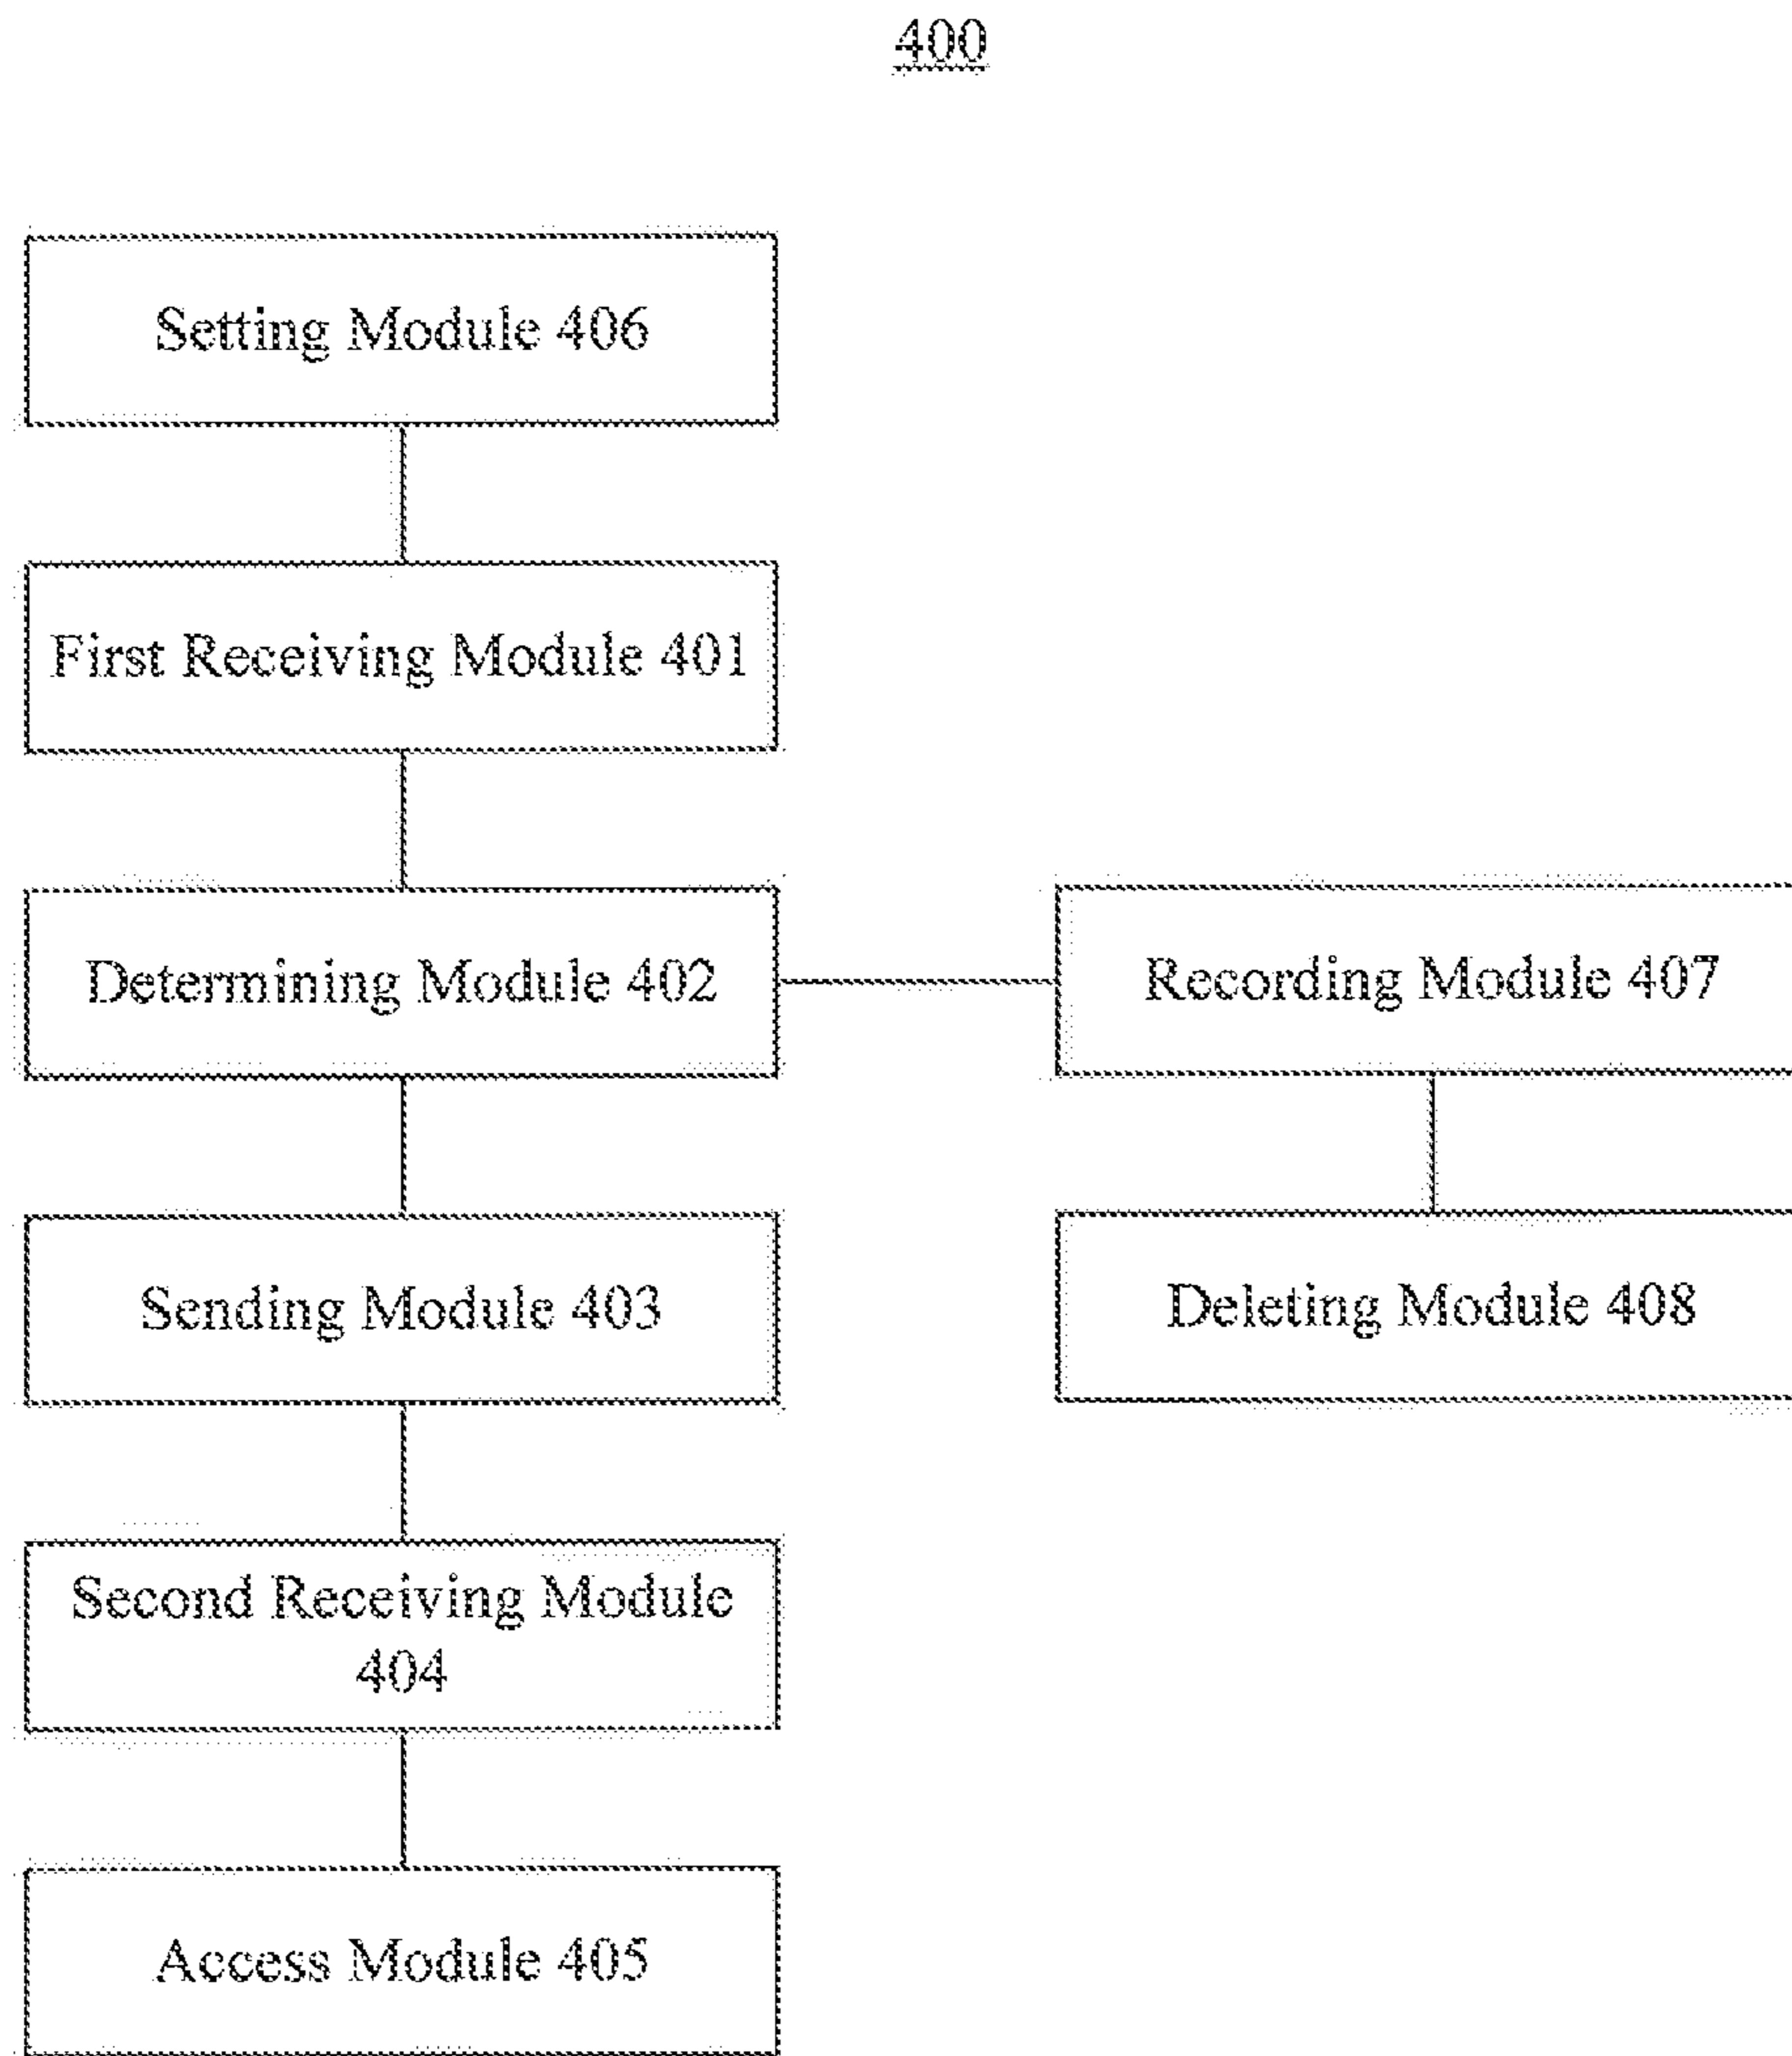 400
Setting Module 406
First Receiving Module 401
Determining Module 402
Recording Module 407
Sending Module 403
Deleting Module 408
Second Receiving Module
404
Access Module 405